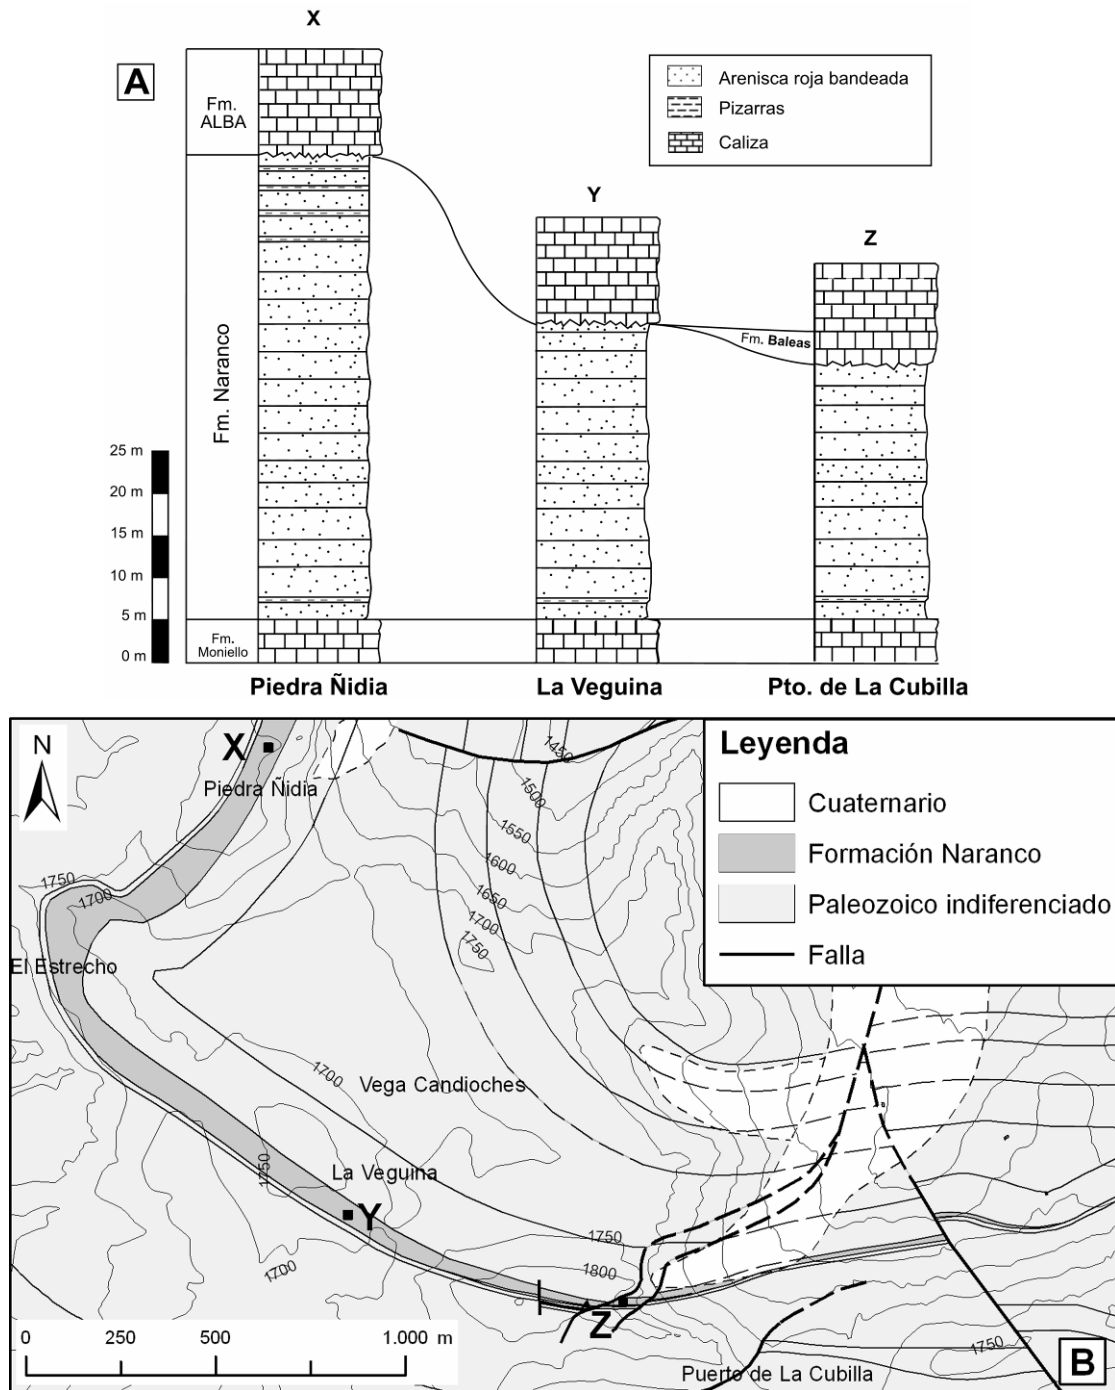 X
A
Arenisca roja bandeada
Pizarras
Caliza
Fm.
ALBA
Y
Z
Fm. Baleas
Fm. Naranco
25 m
20 m
15 m
10 m
5 m
0 m
Fm.
Moniello
Piedra Ñidia
La Veguina
Pto. de La Cubilla
N
X
Piedra Ñidia
1450
1500
1550
1600
1650
1700
1750
Leyenda
Cuaternario
Formación Naranco
Paleozoico indiferenciado
Falla
1750
1700
El Estrecho
1700
Vega Candioches
La Veguina
1750
Y
1700
1750
1800
Z
1750
0 250 500 1.000 m
Puerto de La Cubilla
B